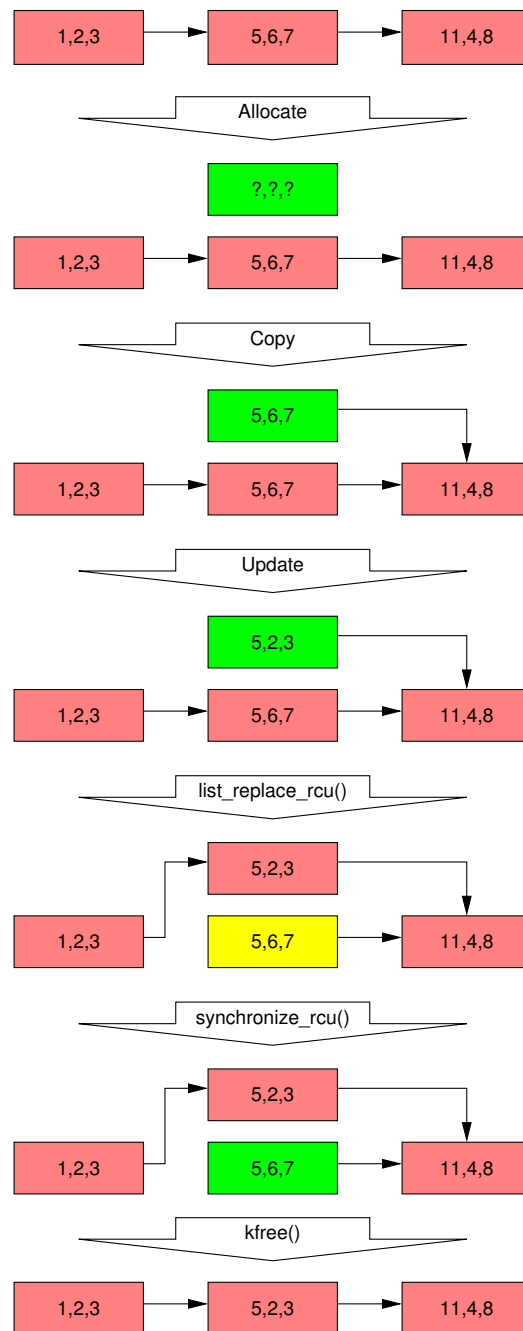 1,2,3 5,6,7 11,4,8
Allocate
?,?,?
1,2,3 5,6,7 11,4,8
Copy
5,6,7
1,2,3 5,6,7 11,4,8
Update
5,2,3
1,2,3 5,6,7 11,4,8
list_replace_rcu()
5,2,3
1,2,3 5,6,7 11,4,8
synchronize_rcu()
5,2,3
1,2,3 5,6,7 11,4,8
kfree()
1,2,3 5,2,3 11,4,8